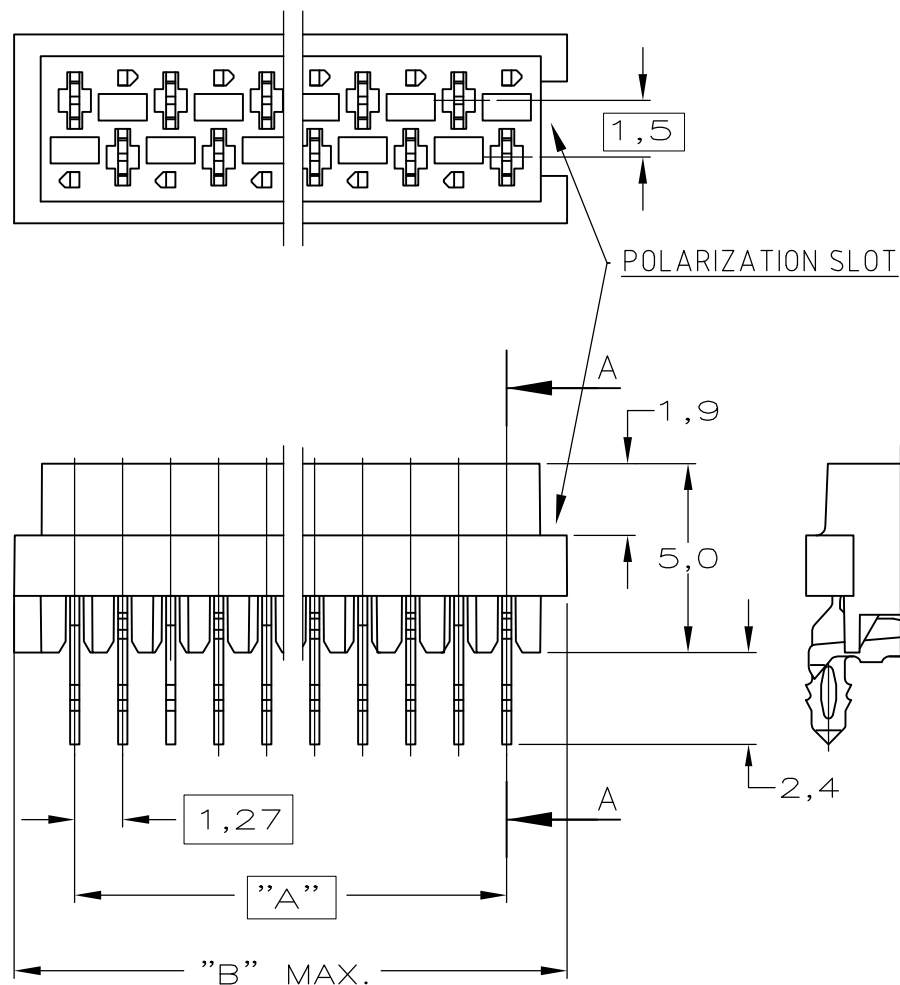 1,5
POLARIZATION SLOT
A
1,9
5,0
2,4
1,27
A
"A"
"B" MAX.